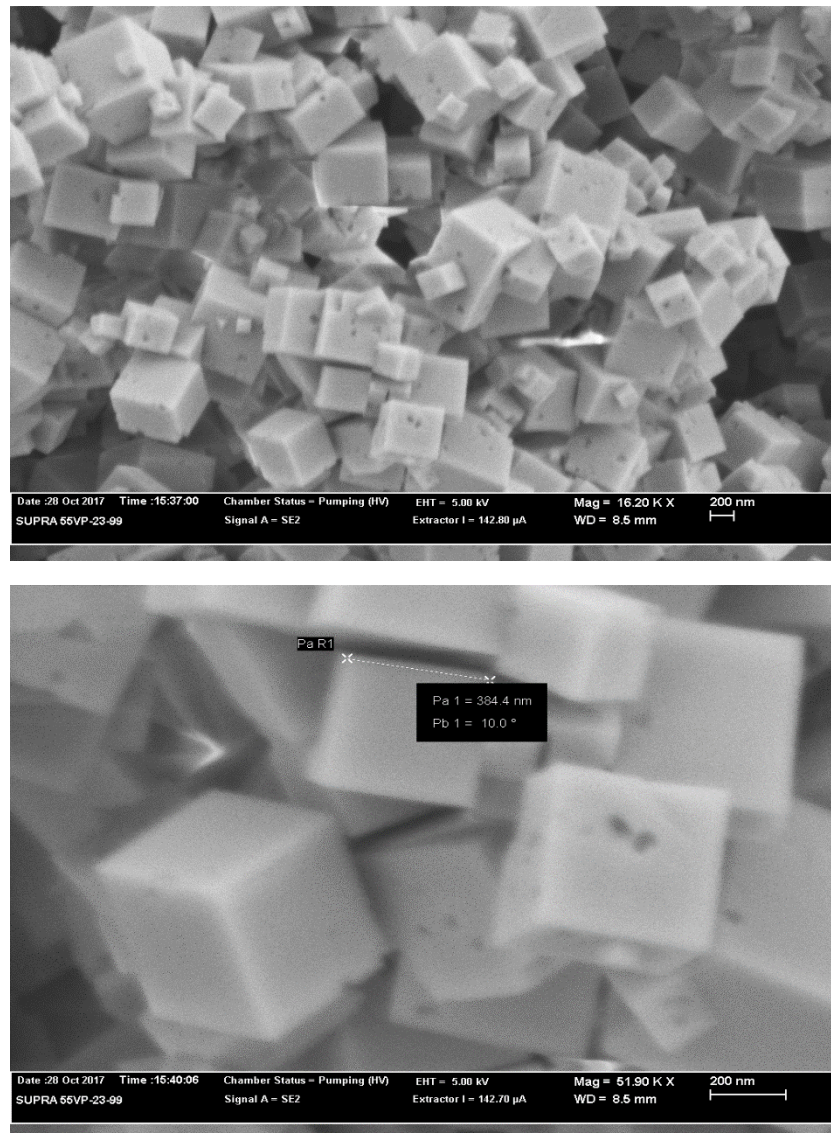 Date :28 Oct 2017 Time :15:37:00 Chamber Status = Pumping (HV) EHT = 5.00 kV Mag = 16.20 K X 200 nm
SUPRA 55VP-23-99 Signal A = SE2 Extractor I = 142.80 µA WD = 8.5 mm
Pa R1
Pa 1 = 384.4 nm
Pb 1 = 10.0 °
Date :28 Oct 2017 Time :15:40:06 Chamber Status = Pumping (HV) EHT = 5.00 kV Mag = 51.90 K X 200 nm
SUPRA 55VP-23-99 Signal A = SE2 Extractor I = 142.70 µA WD = 8.5 mm